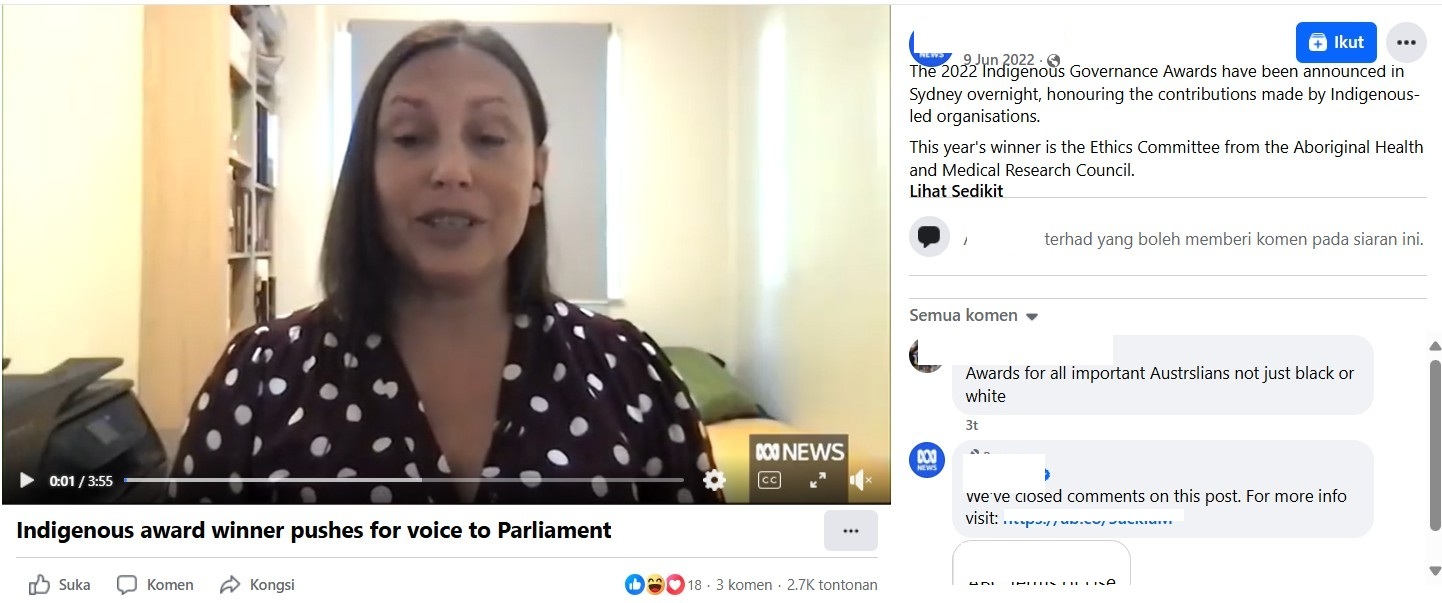 NEWS
9 Jun 2022 ·
Ikut
The 2022 Indigenous Governance Awards have been announced in
Sydney overnight, honouring the contributions made by Indigenous-
led organisations.
This year's winner is the Ethics Committee from the Aboriginal Health
and Medical Research Council.
Lihat Sedikit
terhad yang boleh memberi komen pada siaran ini.
Semua komen
Awards for all important Austrslians not just black or
white
3t
NEWS
We've closed comments on this post. For more info
visit:
Terms of Use
NEWS
0:01 / 3:55
CC
Indigenous award winner pushes for voice to Parliament
Suka
Komen
Kongsi
18 · 3 komen · 2.7K tontonan